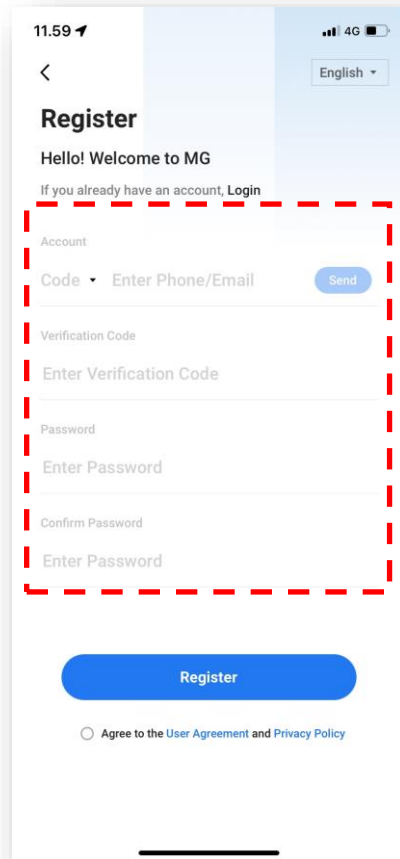 11.59
4G
English
Register
Hello! Welcome to MG
If you already have an account, Login
Account
Code Enter Phone/Email Send
Verification Code
Enter Verification Code
Password
Enter Password
Confirm Password
Enter Password
Register
Agree to the User Agreement and Privacy Policy